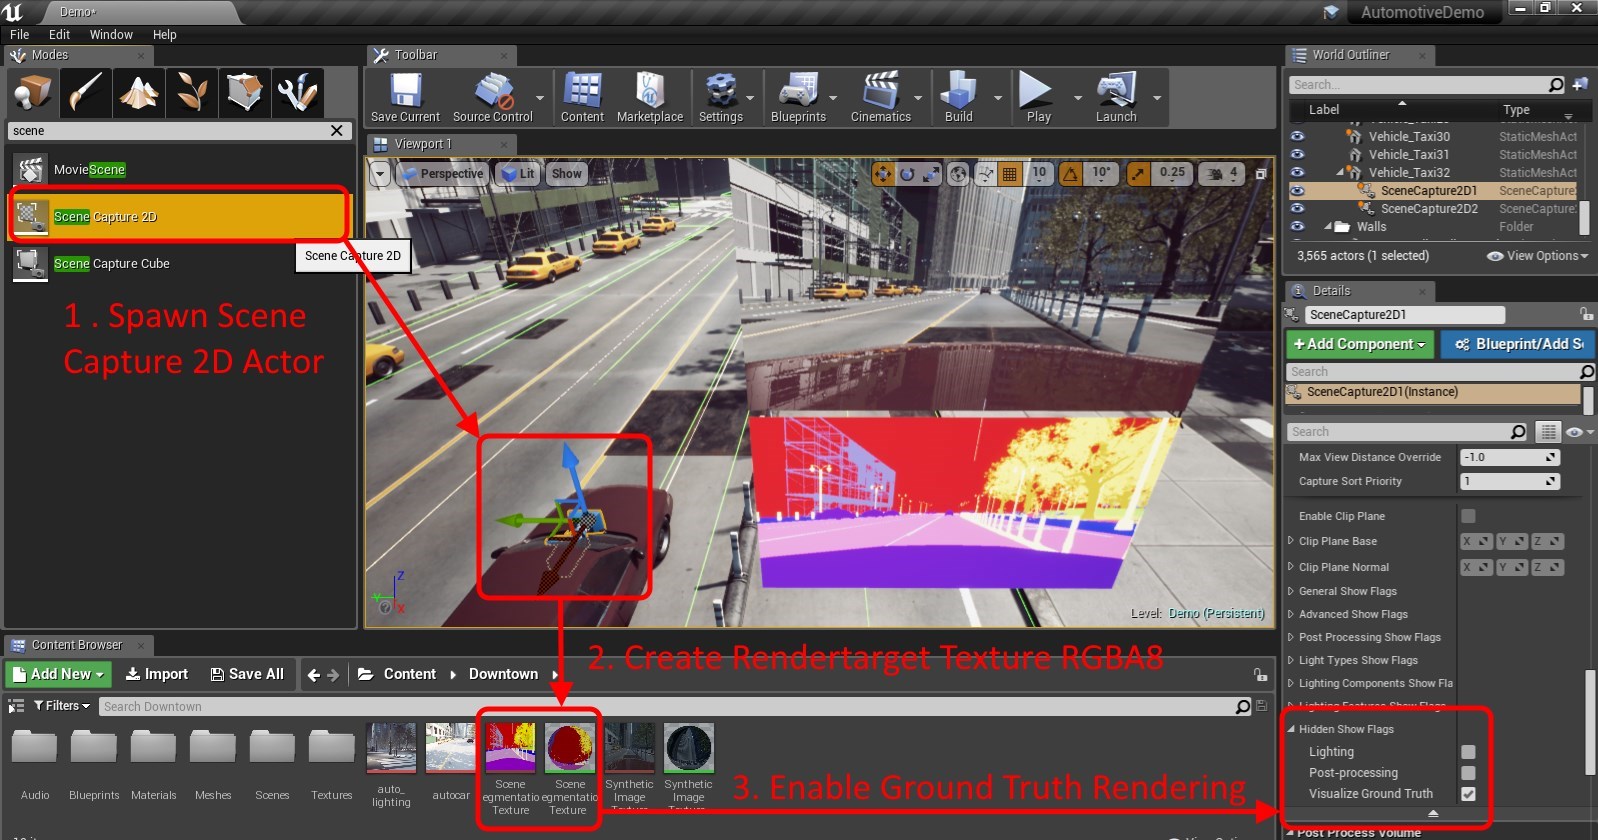 Demo*
AutomotiveDemo
File Edit Window Help
Modes
Toolbar
World Outliner
Save Current Source Control Content Marketplace Settings Blueprints Cinematics Build Play Launch
Search...
Label Type
scene
Viewport 1
MovieScene
Scene Capture 2D
Scene Capture 2D
Scene Capture Cube
1 . Spawn Scene
Capture 2D Actor
Perspective Lit Show 10 10° 0.25 4
Vehicle_Taxi30 StaticMeshAct
Vehicle_Taxi31 StaticMeshAct
Vehicle_Taxi32 StaticMeshAct
SceneCapture2D1 SceneCapture
SceneCapture2D2 SceneCapture
Walls Folder
3,565 actors (1 selected) View Options
Details
SceneCapture2D1
+Add Component Blueprint/Add S
Search
SceneCapture2D1(Instance)
Search
Max View Distance Override -1.0
Capture Sort Priority 1
Enable Clip Plane
Clip Plane Base X Y Z
Clip Plane Normal X Y Z
General Show Flags
Advanced Show Flags
Post Processing Show Flags
Light Types Show Flags
Lighting Components Show Fla
Lighting Features Show Flags
Hidden Show Flags
Lighting
Post-processing
Visualize Ground Truth
Post Process Volume
Z
Y
X
Level: Demo (Persistent)
Content Browser
2. Create Rendertarget Texture RGBA8
Add New Import Save All Content Downtown
Filters Search Downtown
Audio Blueprints Materials Meshes Scenes Textures
auto_
lighting
autocar
Scene
egmentatio
Texture
Scene
egmentatio
Texture
Synthetic
Image
Texture
Synthetic
Image
Texture
3. Enable Ground Truth Rendering